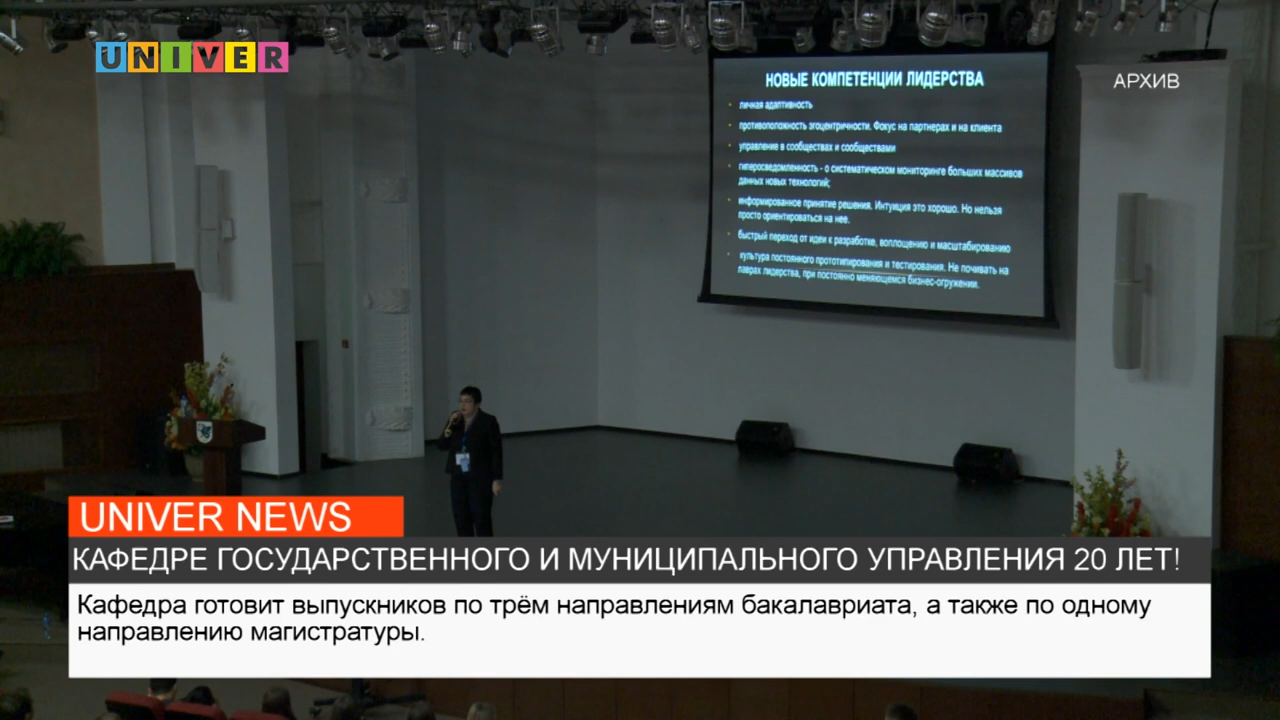 UNIVER
АРХИВ
НОВЫЕ КОМПЕТЕНЦИИ ЛИДЕРСТВА
личная адаптивность
противоположность эгоцентричности. Фокус на партнерах и на клиента
управление в сообществах и сообществами
гиперосведомленность - о систематическом мониторинге больших массивов
данных новых технологий;
информированное принятие решения. Интуиция это хорошо. Но нельзя
просто ориентироваться на нее.
быстрый переход от идеи к разработке, воплощению и масштабированию
культура постоянного прототипирования и тестирования. Не почивать на
лаврах лидерства, при постоянно меняющемся бизнес-огружении.
UNIVER NEWS
КАФЕДРЕ ГОСУДАРСТВЕННОГО И МУНИЦИПАЛЬНОГО УПРАВЛЕНИЯ 20 ЛЕТ!
Кафедра готовит выпускников по трём направлениям бакалавриата, а также по одному
направлению магистратуры.